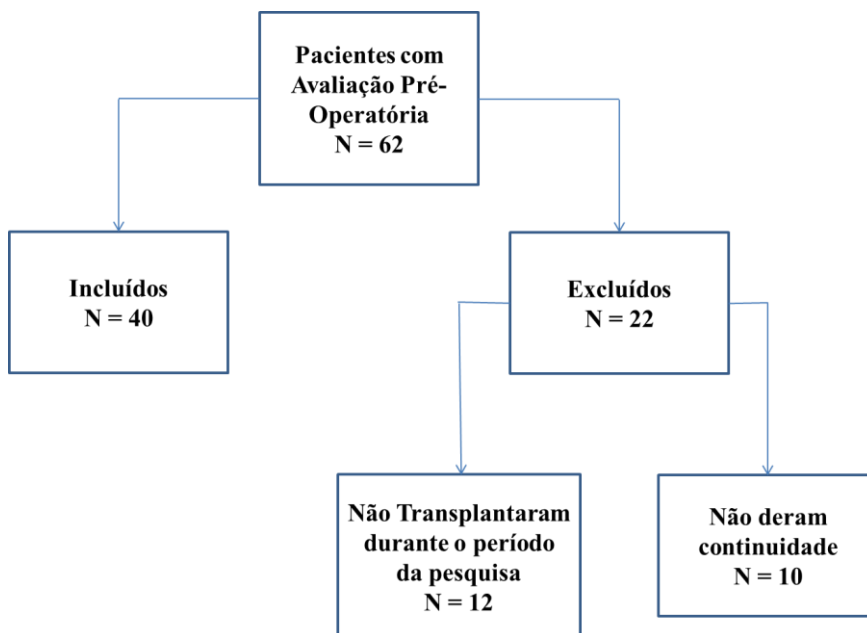 Pacientes com
Avaliação Pré-
Operatória
N = 62
Incluídos
N = 40
Excluídos
N = 22
Não Transplantaram
durante o período
da pesquisa
N = 12
Não deram
continuidade
N = 10